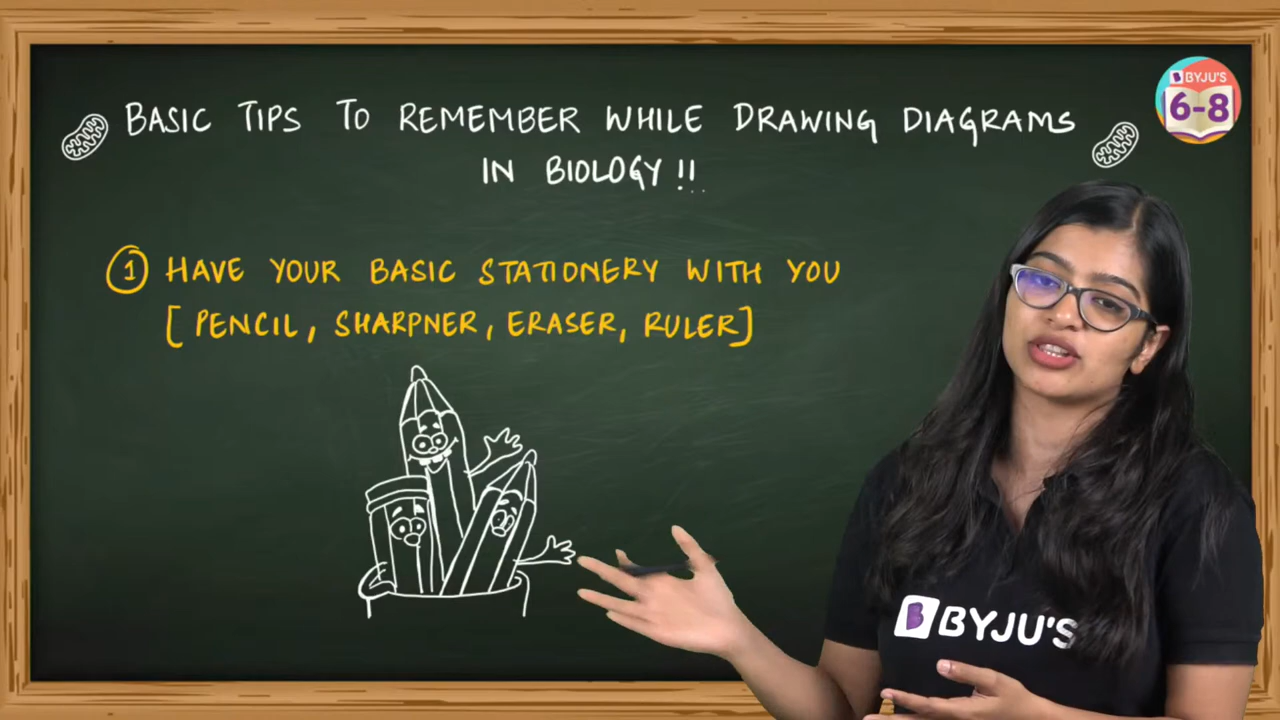 BASIC TIPS TO REMEMBER WHILE DRAWING DIAGRAMS
IN BIOLOGY !!
BYJU'S
6-8
① HAVE YOUR BASIC STATIONERY WITH YOU
[ PENCIL, SHARPNER, ERASER, RULER]
BYJU'S